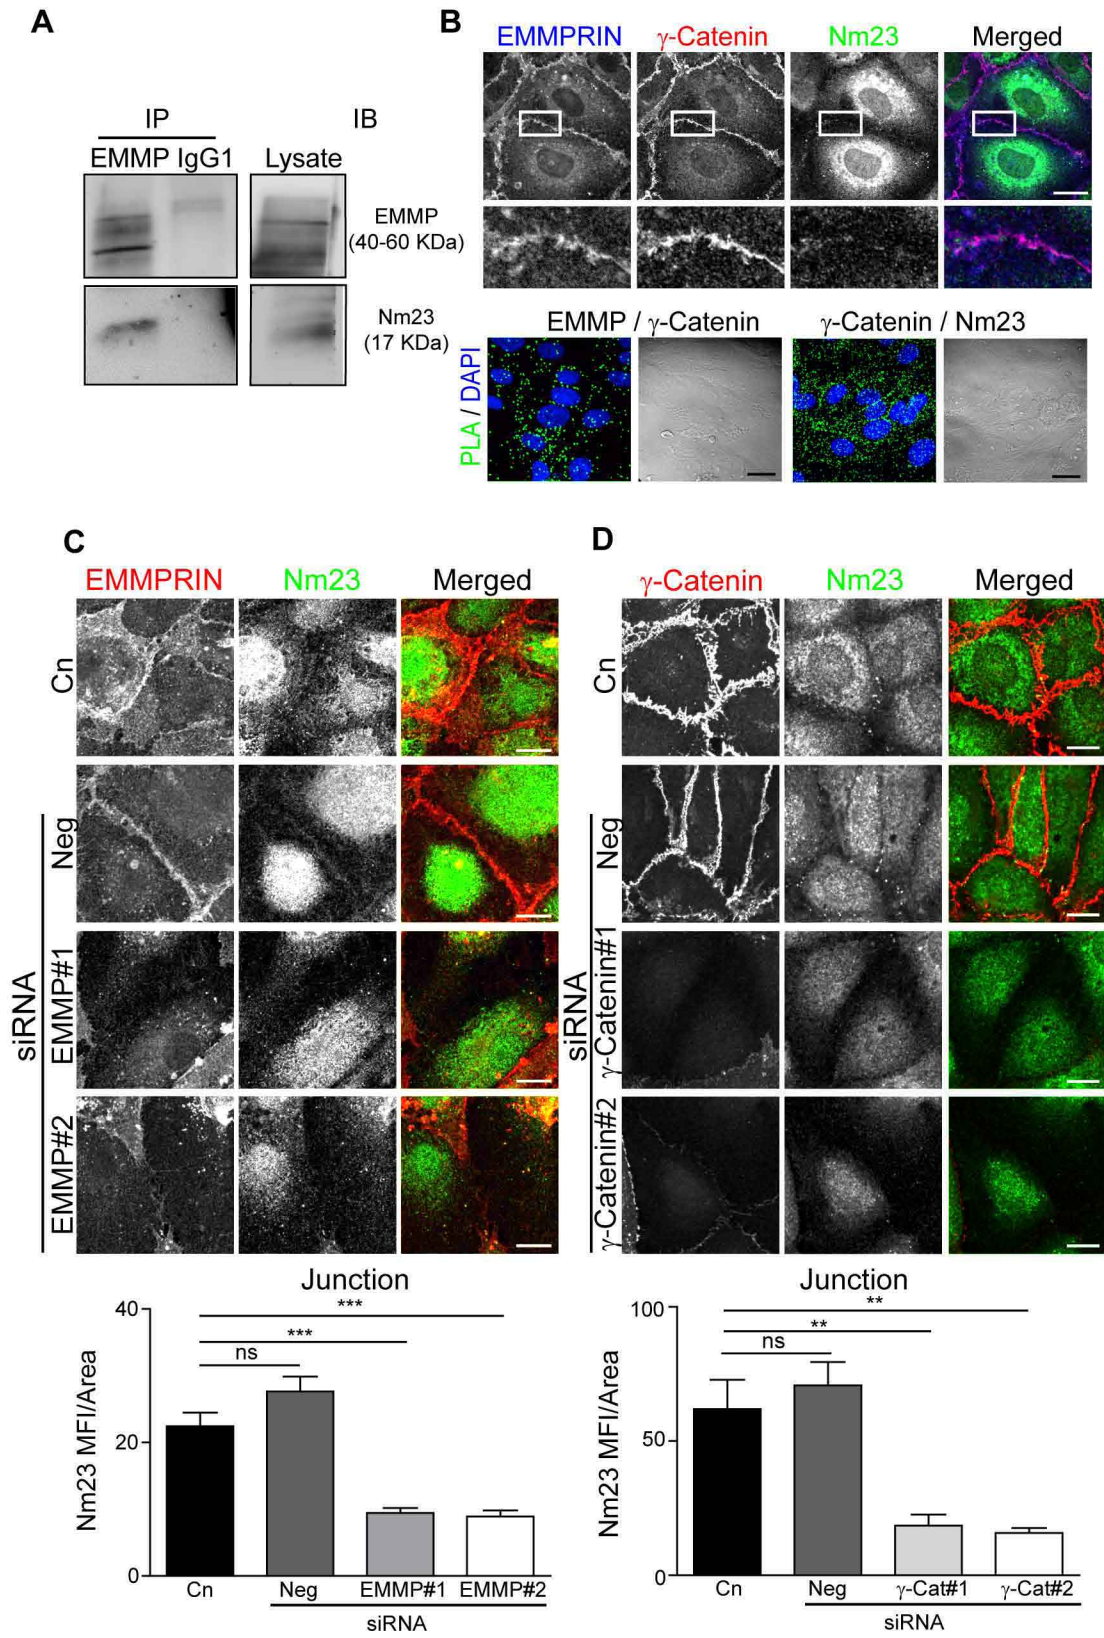 A
IP
IB
EMMP IgG1
Lysate
EMMP
(40-60 KDa)
Nm23
(17 KDa)
B
EMMPRIN
γ-Catenin
Nm23
Merged
EMMP / γ-Catenin
γ-Catenin / Nm23
PLA / DAPI
C
EMMPRIN
Nm23
Merged
Cn
Neg
EMMP#1
EMMP#2
siRNA
Junction
Nm23 MFI/Area
40
20
0
ns
***
***
Cn
Neg
EMMP#1
EMMP#2
siRNA
D
γ-Catenin
Nm23
Merged
Cn
Neg
γ-Catenin#1
γ-Catenin#2
siRNA
Junction
Nm23 MFI/Area
100
50
0
ns
**
**
Cn
Neg
γ-Cat#1
γ-Cat#2
siRNA